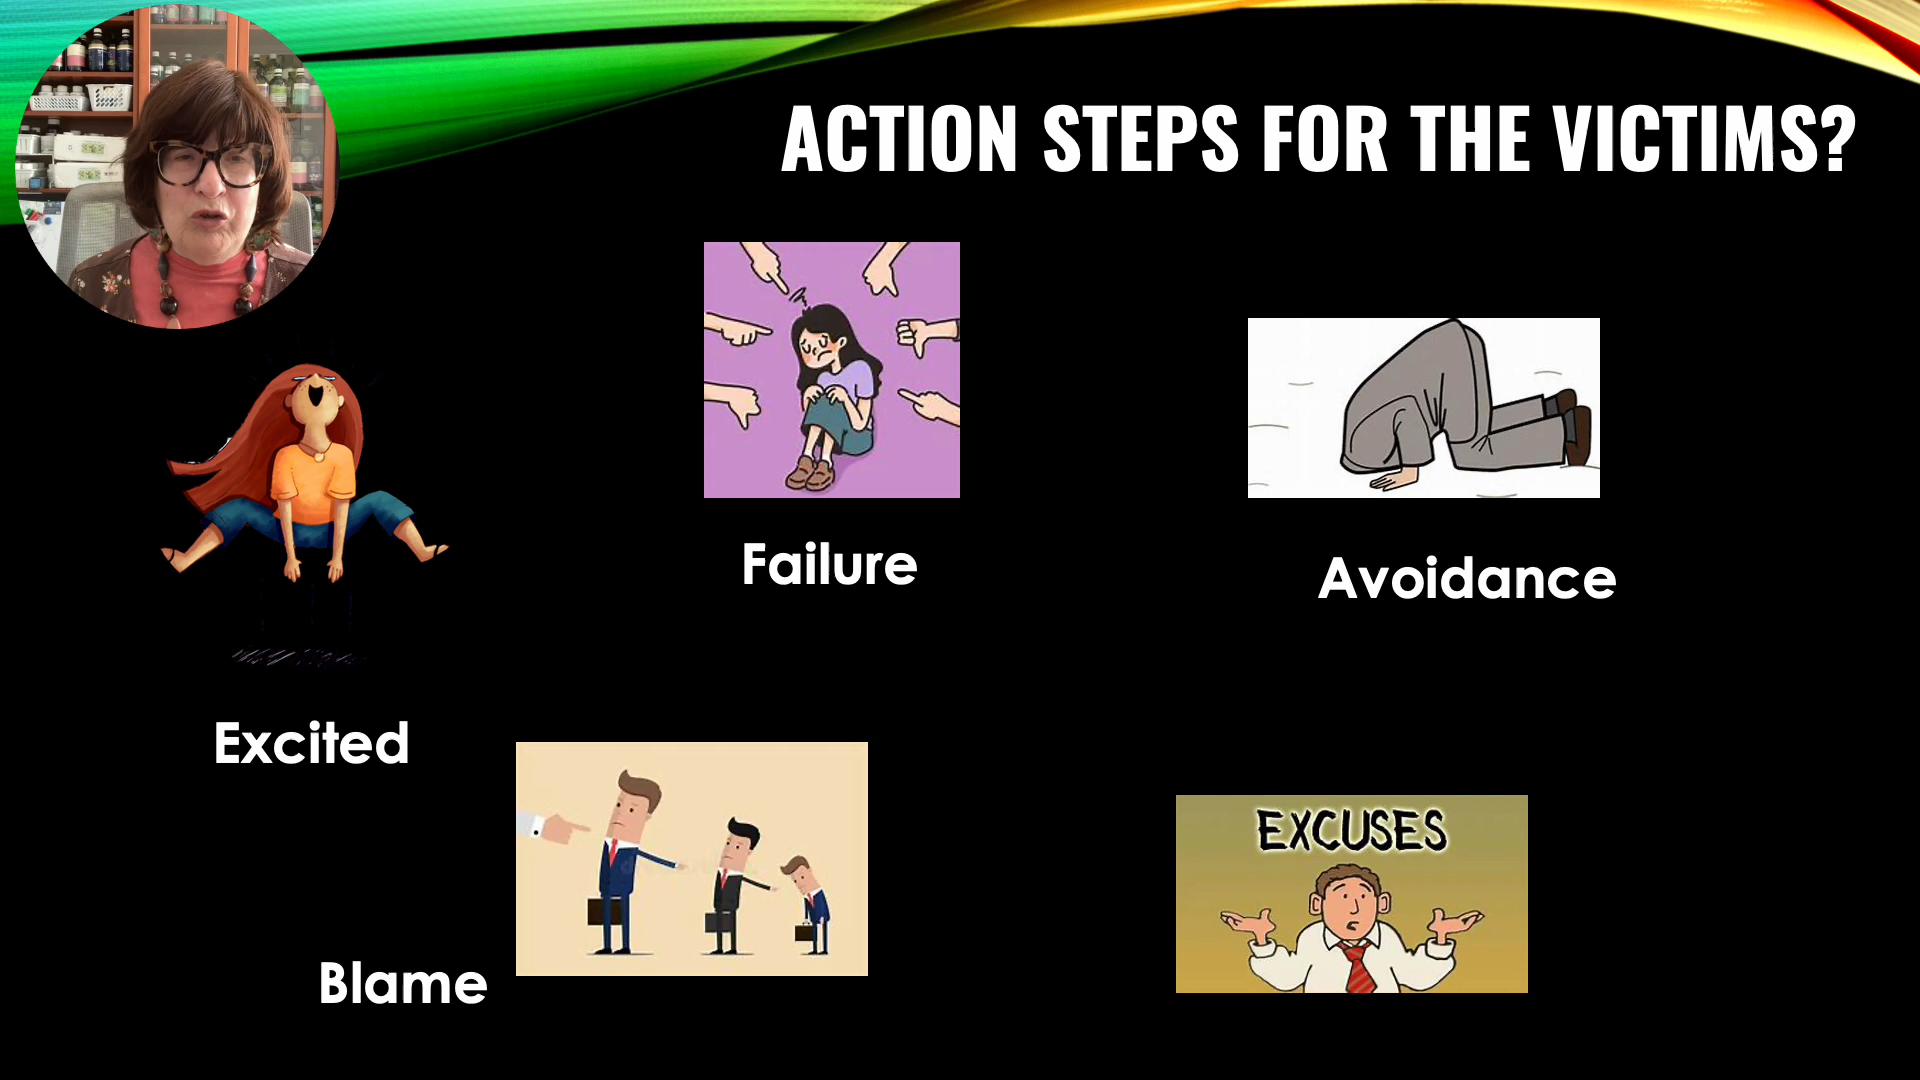 ACTION STEPS FOR THE VICTIMS?
Failure
Avoidance
Excited
EXCUSES
Blame